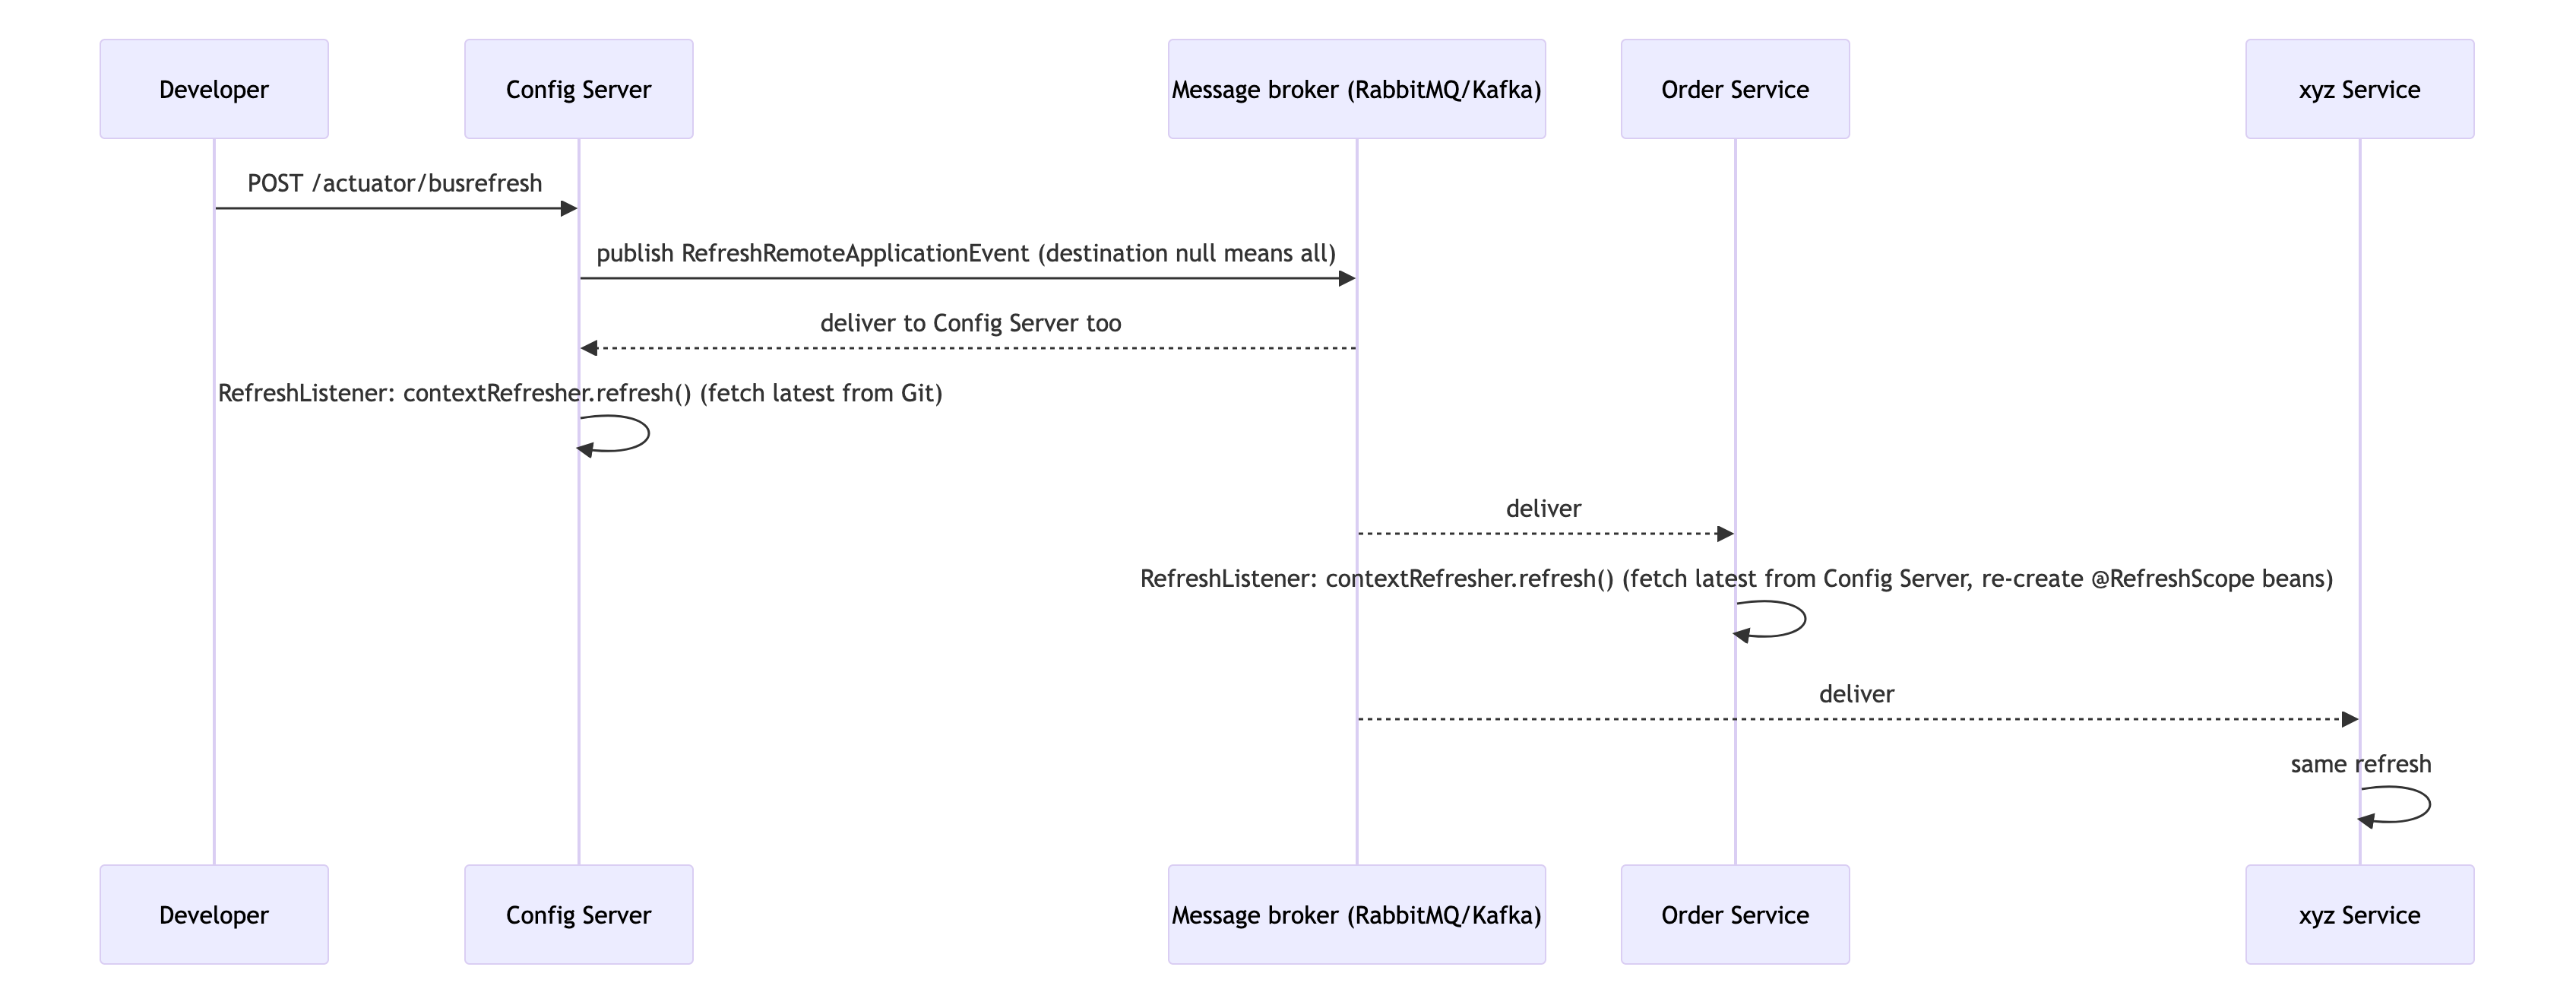 Developer
Config Server
Message broker (RabbitMQ/Kafka)
Order Service
xyz Service
POST /actuator/busrefresh
publish RefreshRemoteApplicationEvent (destination null means all)
deliver to Config Server too
RefreshListener: contextRefresher.refresh() (fetch latest from Git)
deliver
RefreshListener: contextRefresher.refresh() (fetch latest from Config Server, re-create @RefreshScope beans)
deliver
same refresh
Developer
Config Server
Message broker (RabbitMQ/Kafka)
Order Service
xyz Service